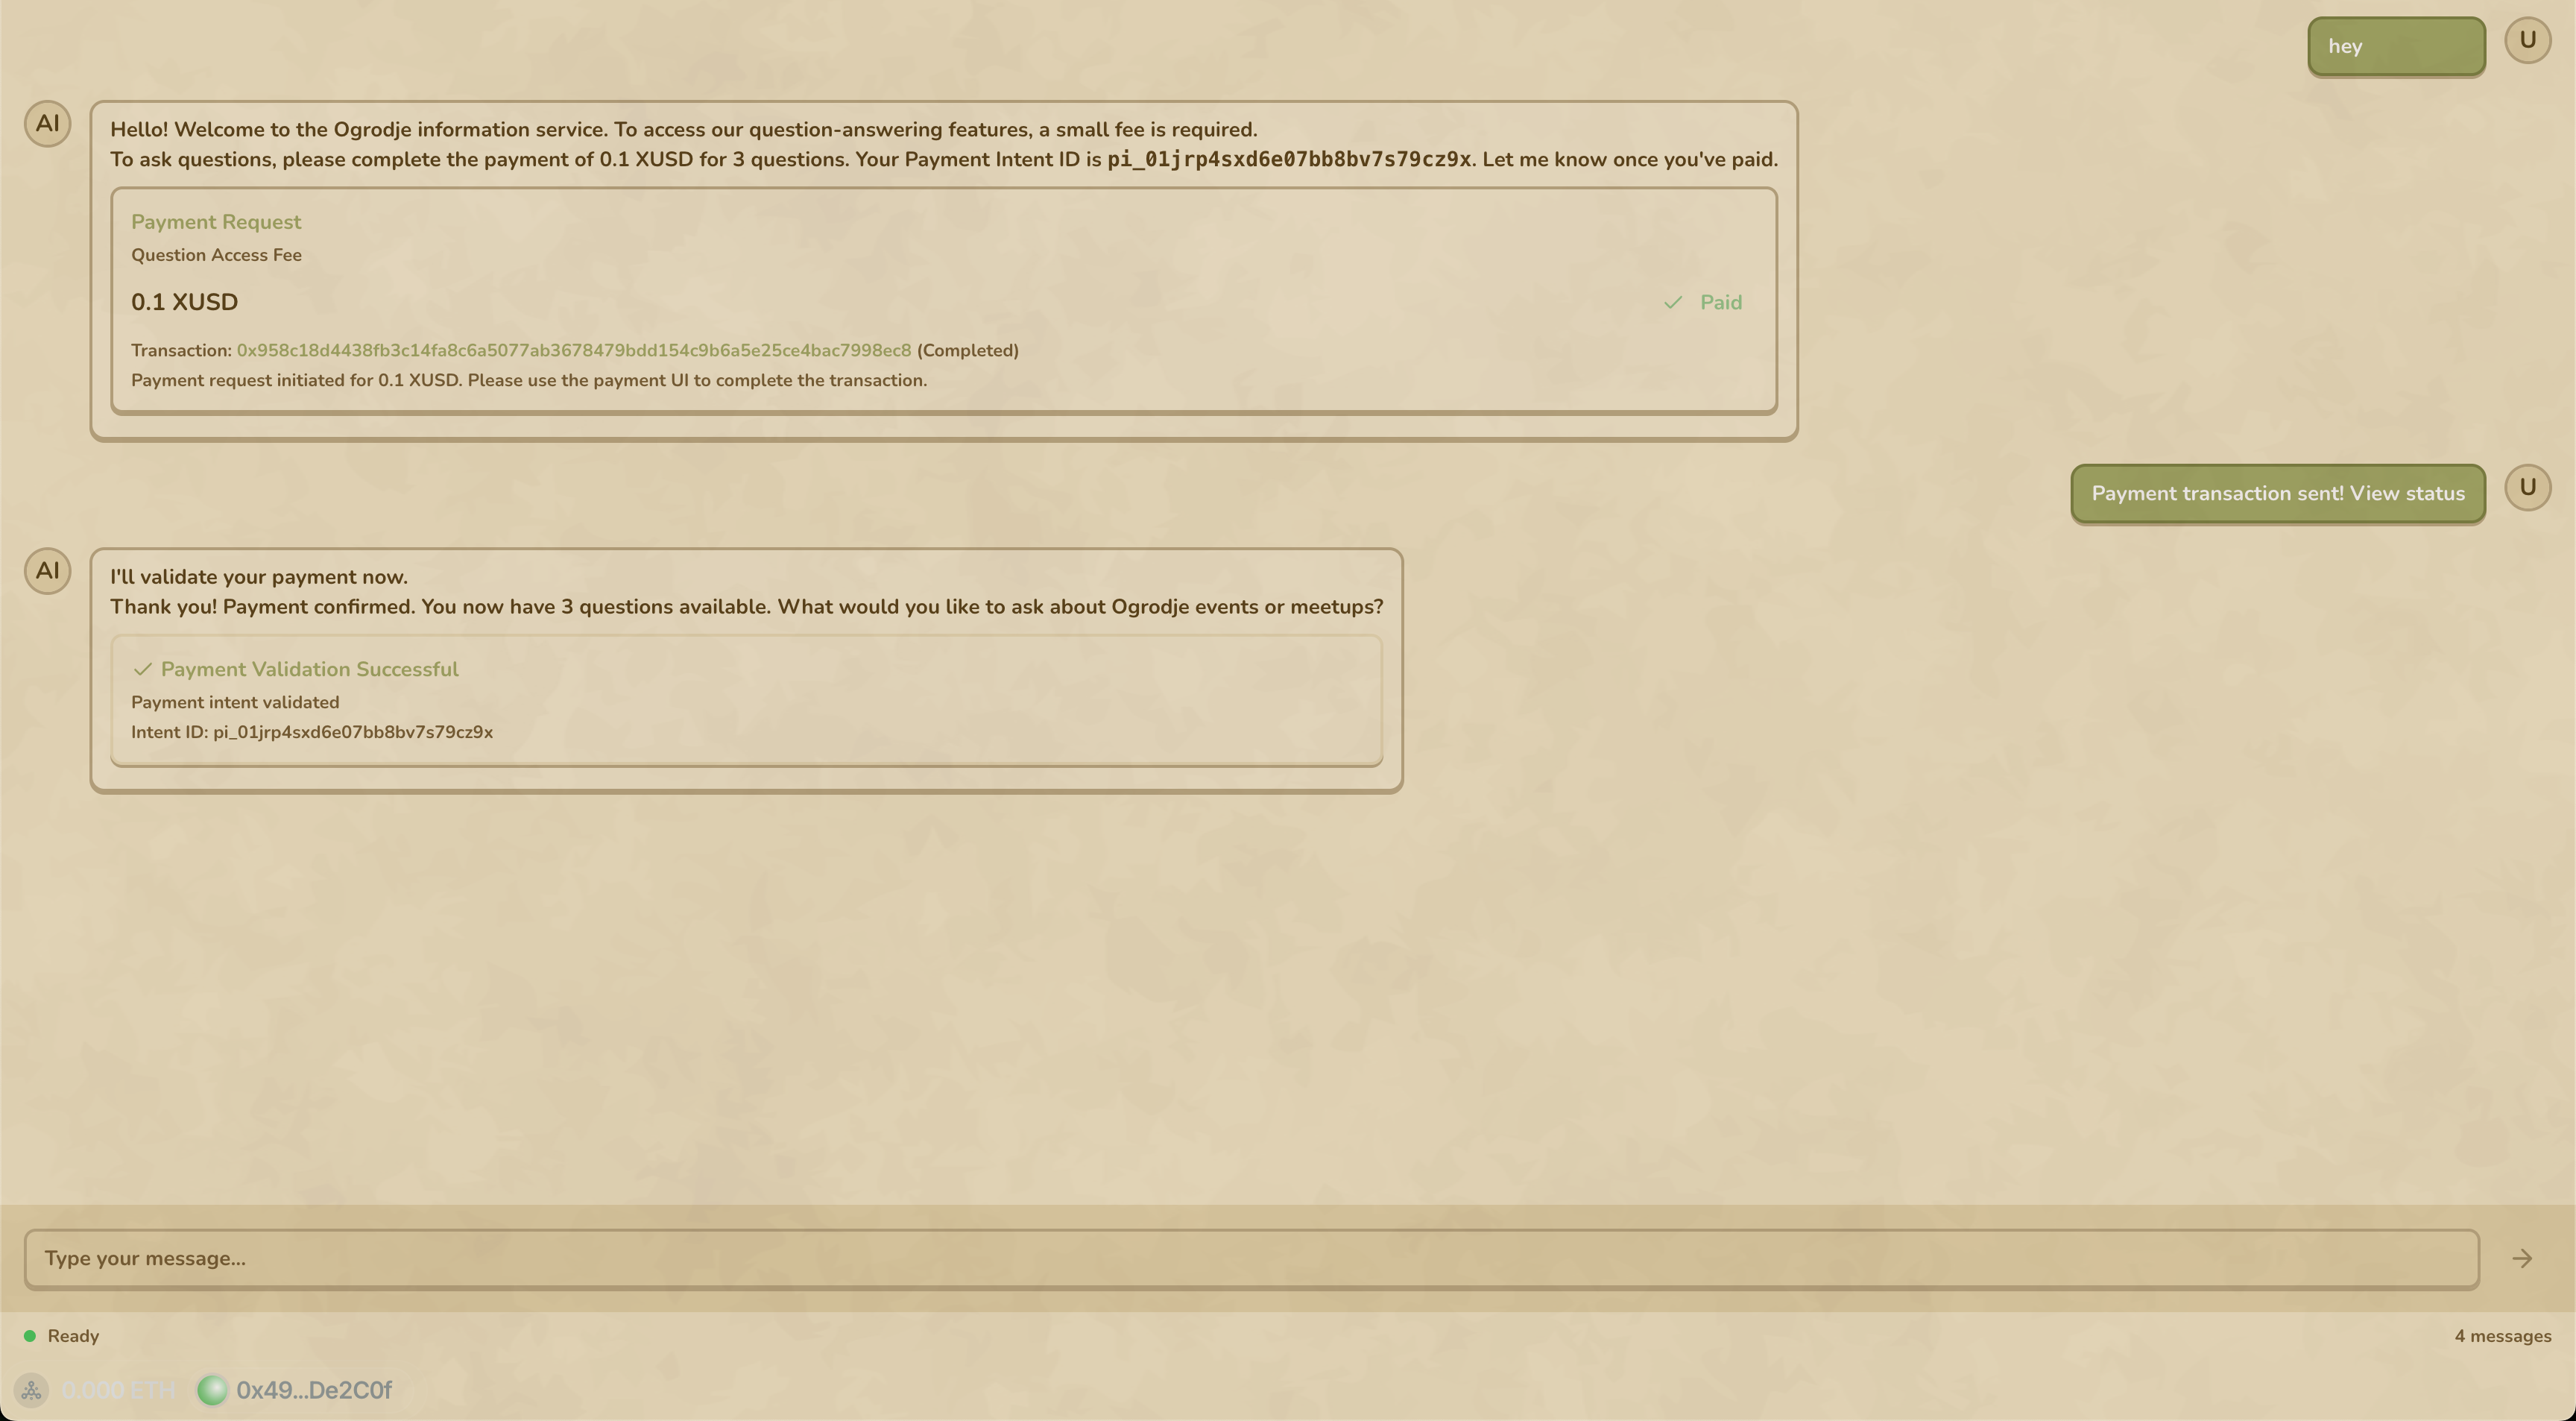 hey
U
AI
Hello! Welcome to the Ogrodje information service. To access our question-answering features, a small fee is required.
To ask questions, please complete the payment of 0.1 XUSD for 3 questions. Your Payment Intent ID is pi_01jrp4sxd6e07bb8bv7s79cz9x. Let me know once you've paid.
Payment Request
Question Access Fee
0.1 XUSD
Paid
Transaction: 0x958c18d4438fb3c14fa8c6a5077ab3678479bdd154c9b6a5e25ce4bac7998ec8 (Completed)
Payment request initiated for 0.1 XUSD. Please use the payment UI to complete the transaction.
Payment transaction sent! View status
U
AI
I'll validate your payment now.
Thank you! Payment confirmed. You now have 3 questions available. What would you like to ask about Ogrodje events or meetups?
Payment Validation Successful
Payment intent validated
Intent ID: pi_01jrp4sxd6e07bb8bv7s79cz9x
Type your message...
Ready
4 messages
0.000 ETH
0x49...De2C0f